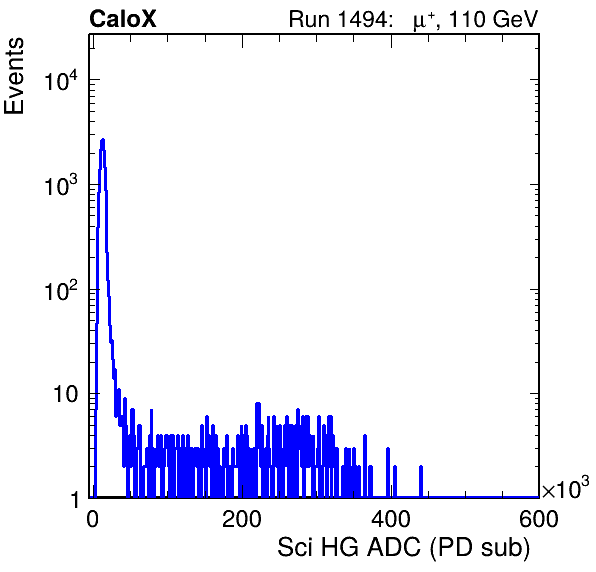 CaloX Run 1494: μ⁺, 110 GeV
Events
10⁴
10³
10²
10
1
0 200 400 600
×10³
Sci HG ADC (PD sub)